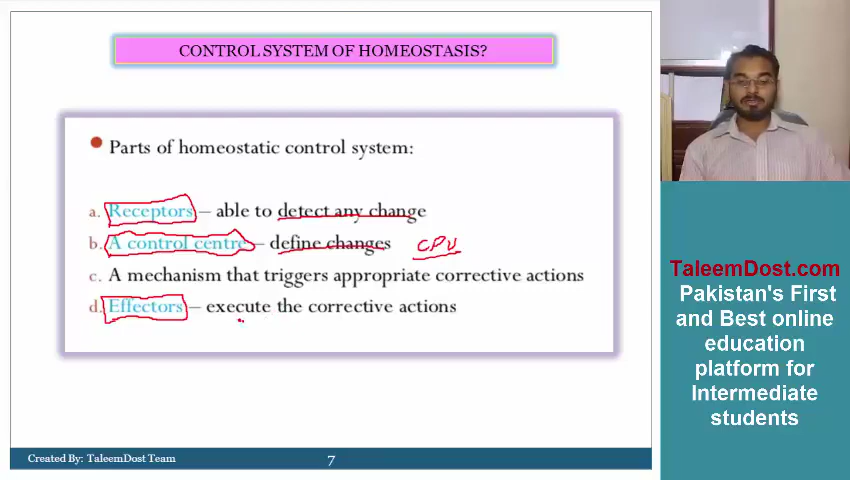 CONTROL SYSTEM OF HOMEOSTASIS?
Parts of homeostatic control system:
a. Receptors – able to detect any change
b. A control centre – define changes CPU
c. A mechanism that triggers appropriate corrective actions
d. Effectors – execute the corrective actions
Created By: TaleemDost Team
7
TaleemDost.com
Pakistan's First
and Best online
education
platform for
Intermediate
students